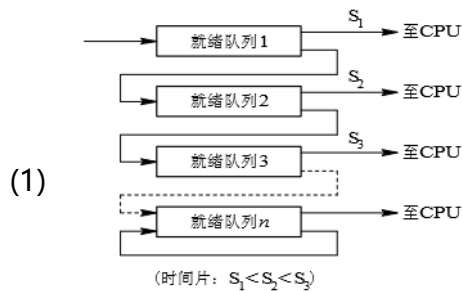 S₁
就绪队列1 至CPU
S₂
就绪队列2 至CPU
S₃
就绪队列3 至CPU
(1)
就绪队列n 至CPU
(时间片：S₁<S₂<S₃)